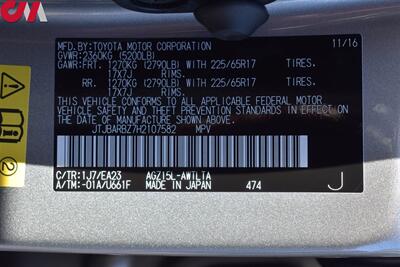 CM
MFD.BY:TOYOTA MOTOR CORPORATION 11/16
GVWR:2360KG (5200LB)
GAWR:FRT. 1270KG (2790LB) WITH 225/65R17 TIRES.
17X7J RIMS.
RR. 1270KG (2790LB) WITH 225/65R17 TIRES.
17X7J RIMS.
THIS VEHICLE CONFORMS TO ALL APPLICABLE FEDERAL MOTOR
VEHICLE SAFETY AND THEFT PREVENTION STANDARDS IN EFFECT ON THE
DATE OF MANUFACTURE SHOWN ABOVE.
JTJBARBZ7H2107582 MPV
C/TR:1J7/EA23 AGZ15L-AWTLTA
A/TM:-01A/U661F MADE IN JAPAN 474 J